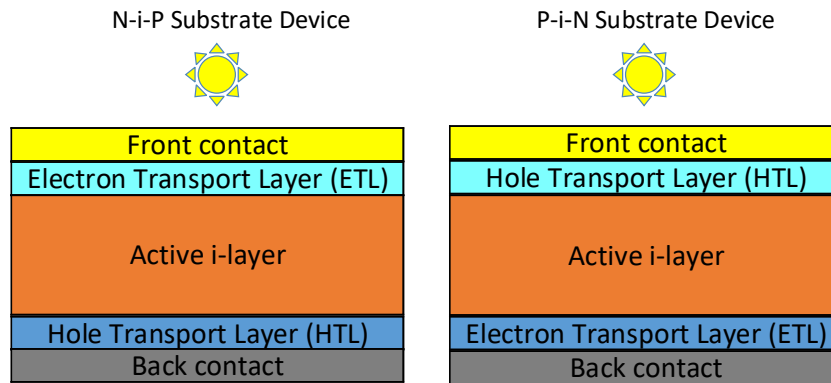 N-i-P Substrate Device
Front contact
Electron Transport Layer (ETL)
Active i-layer
Hole Transport Layer (HTL)
Back contact
P-i-N Substrate Device
Front contact
Hole Transport Layer (HTL)
Active i-layer
Electron Transport Layer (ETL)
Back contact